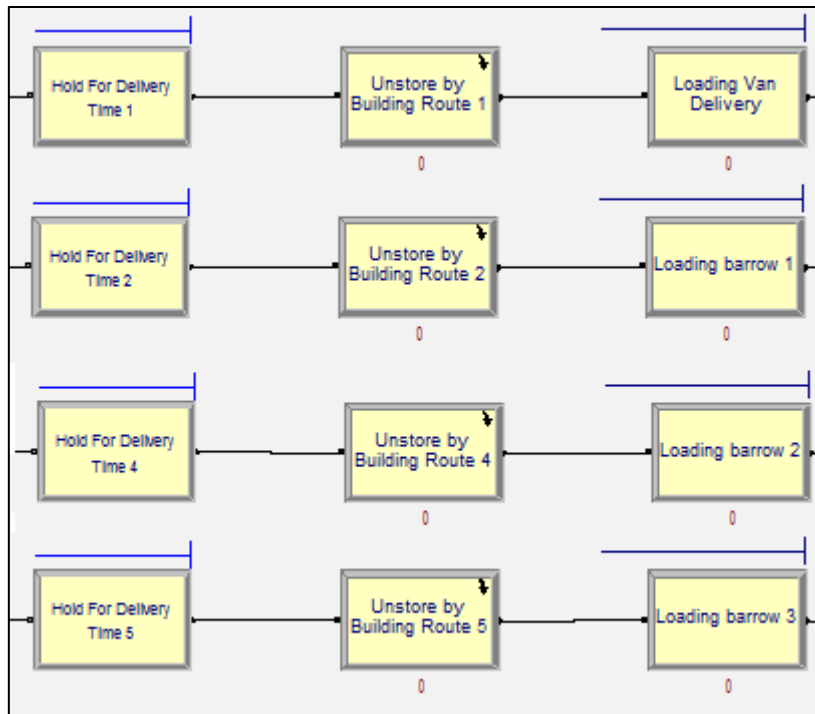 Hold For Delivery
Time 1
Unstore by
Building Route 1
0
Loading Van
Delivery
0
Hold For Delivery
Time 2
Unstore by
Building Route 2
0
Loading barrow 1
0
Hold For Delivery
Time 4
Unstore by
Building Route 4
0
Loading barrow 2
0
Hold For Delivery
Time 5
Unstore by
Building Route 5
0
Loading barrow 3
0